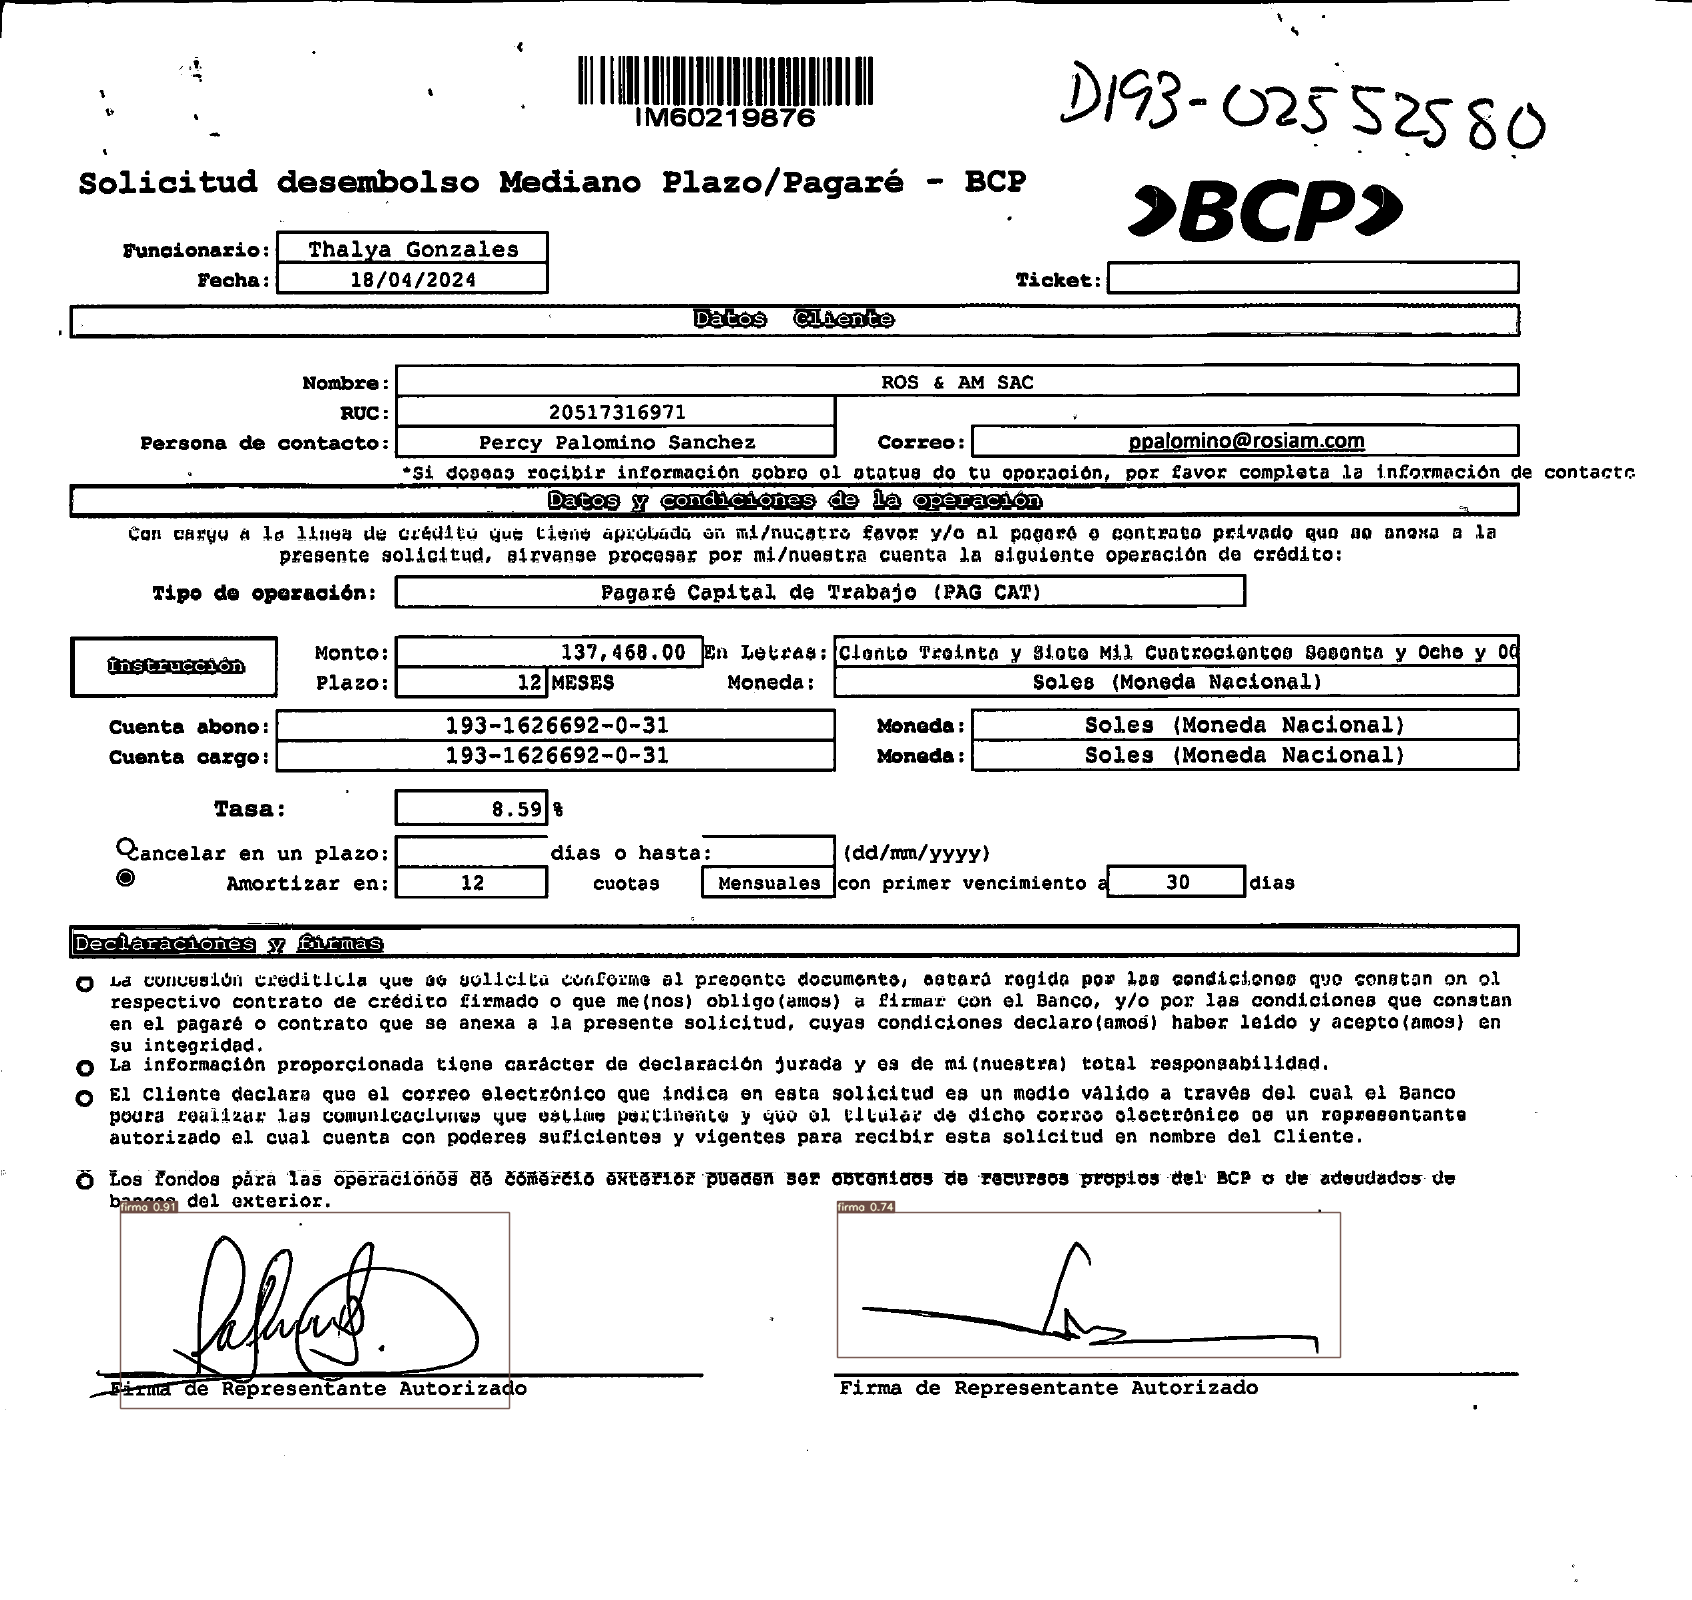 IM60219876
D193-02552580
Solicitud desembolso Mediano Plazo/Pagaré - BCP
BCP
Funcionario: Thalya Gonzales
Fecha: 18/04/2024 Ticket:
Datos Cliente
Nombre: ROS & AM SAC
RUC: 20517316971
Persona de contacto: Percy Palomino Sanchez Correo: ppalomino@rosiam.com
*Si deseas recibir información sobre el status de tu operación, por favor completa la información de contacto
Datos y condiciones de la operación
Con cargo a la línea de crédito que tiene aprobada en mi/nuestro favor y/o al pagaré o contrato privado que se anexa a la
presente solicitud, sírvanse procesar por mi/nuestra cuenta la siguiente operación de crédito:
Tipo de operación: Pagaré Capital de Trabajo (PAG CAT)
Instrucción
Monto: 137,468.00 En Letras: Ciento Treinta y Siete Mil Cuatrocientos Sesenta y Ocho y 00
Plazo: 12 MESES Moneda: Soles (Moneda Nacional)
Cuenta abono: 193-1626692-0-31 Moneda: Soles (Moneda Nacional)
Cuenta cargo: 193-1626692-0-31 Moneda: Soles (Moneda Nacional)
Tasa: 8.59 %
Cancelar en un plazo: días o hasta: (dd/mm/yyyy)
Amortizar en: 12 cuotas Mensuales con primer vencimiento a 30 días
Declaraciones y firmas
La concesión crediticia que se solicita conforme al presente documento, estará regida por las condiciones que constan en el
respectivo contrato de crédito firmado o que me(nos) obligo(amos) a firmar con el Banco, y/o por las condiciones que constan
en el pagaré o contrato que se anexa a la presente solicitud, cuyas condiciones declaro(amos) haber leído y acepto(amos) en
su integridad.
La información proporcionada tiene carácter de declaración jurada y es de mi(nuestra) total responsabilidad.
El Cliente declara que el correo electrónico que indica en esta solicitud es un medio válido a través del cual el Banco
podrá realizar las comunicaciones que estime pertinente y que el titular de dicho correo electrónico es un representante
autorizado el cual cuenta con poderes suficientes y vigentes para recibir esta solicitud en nombre del Cliente.
Los fondos para las operaciones de comercio exterior pueden ser obtenidos de recursos propios del BCP o de adeudados de
bancos del exterior.
firma 0.91
firma 0.74
Firma de Representante Autorizado
Firma de Representante Autorizado